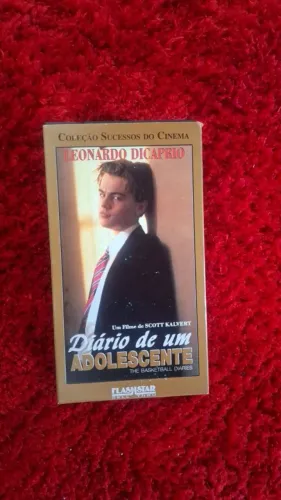 COLEÇÃO SUCESSOS DO CINEMA
LEONARDO DICAPRIO
Um Filme de SCOTT KALVERT
Diário de um
ADOLESCENTE
THE BASKETBALL DIARIES
FLASHSTAR